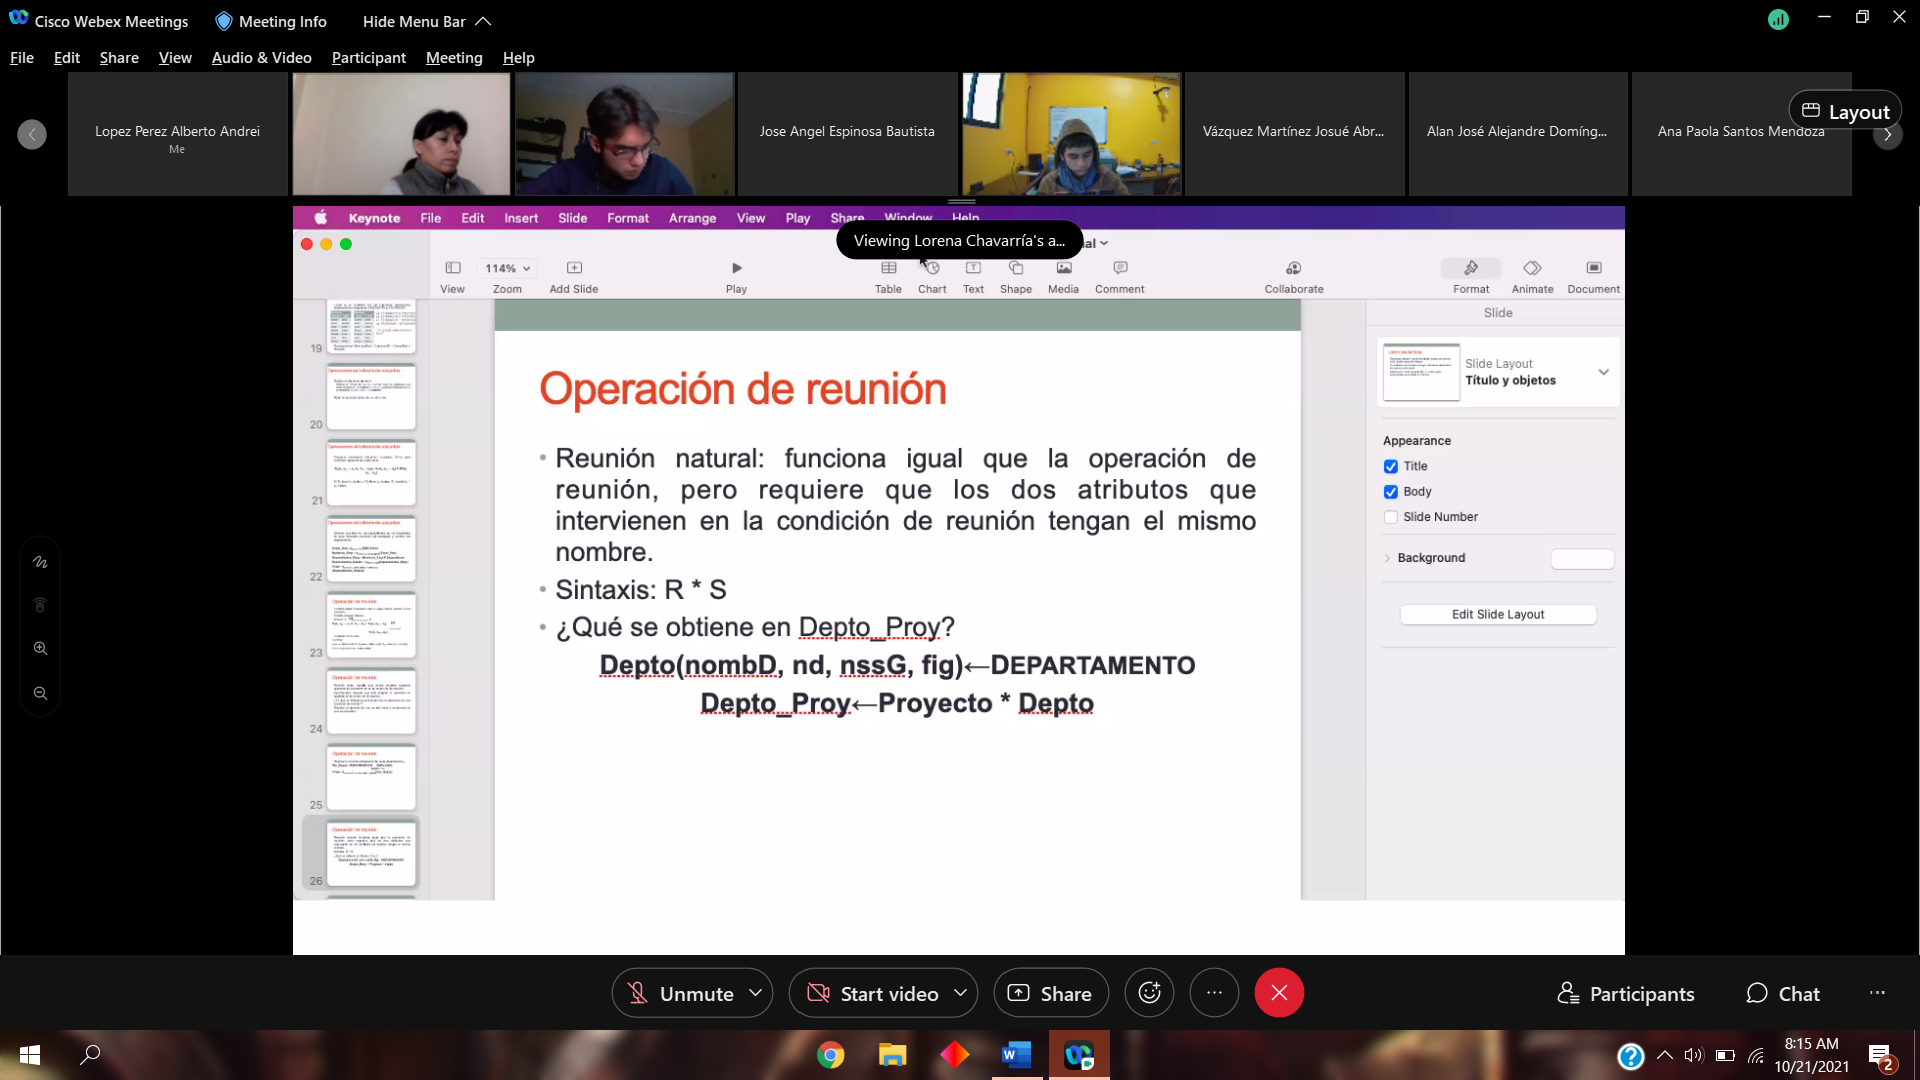 Cisco Webex Meetings
Meeting Info
Hide Menu Bar
File Edit Share View Audio & Video Participant Meeting Help
Lopez Perez Alberto Andrei
Me
Jose Angel Espinosa Bautista
Vázquez Martínez Josué Abr...
Alan José Alejandre Domíng...
Ana Paola Santos Mendoza
Layout
Keynote File Edit Insert Slide Format Arrange View Play Share Window Help
Viewing Lorena Chavarría's a...
114%
View Zoom Add Slide Play Table Chart Text Shape Media Comment Collaborate Format Animate Document
19
20
21
22
23
24
25
26
Operación de reunión
• Reunión natural: funciona igual que la operación de
reunión, pero requiere que los dos atributos que
intervienen en la condición de reunión tengan el mismo
nombre.
• Sintaxis: R * S
• ¿Qué se obtiene en Depto_Proy?
Depto(nombD, nd, nssG, fig)←DEPARTAMENTO
Depto_Proy←Proyecto * Depto
Slide
Slide Layout
Título y objetos
Appearance
Title
Body
Slide Number
Background
Edit Slide Layout
Unmute
Start video
Share
Participants
Chat
8:15 AM
10/21/2021
2